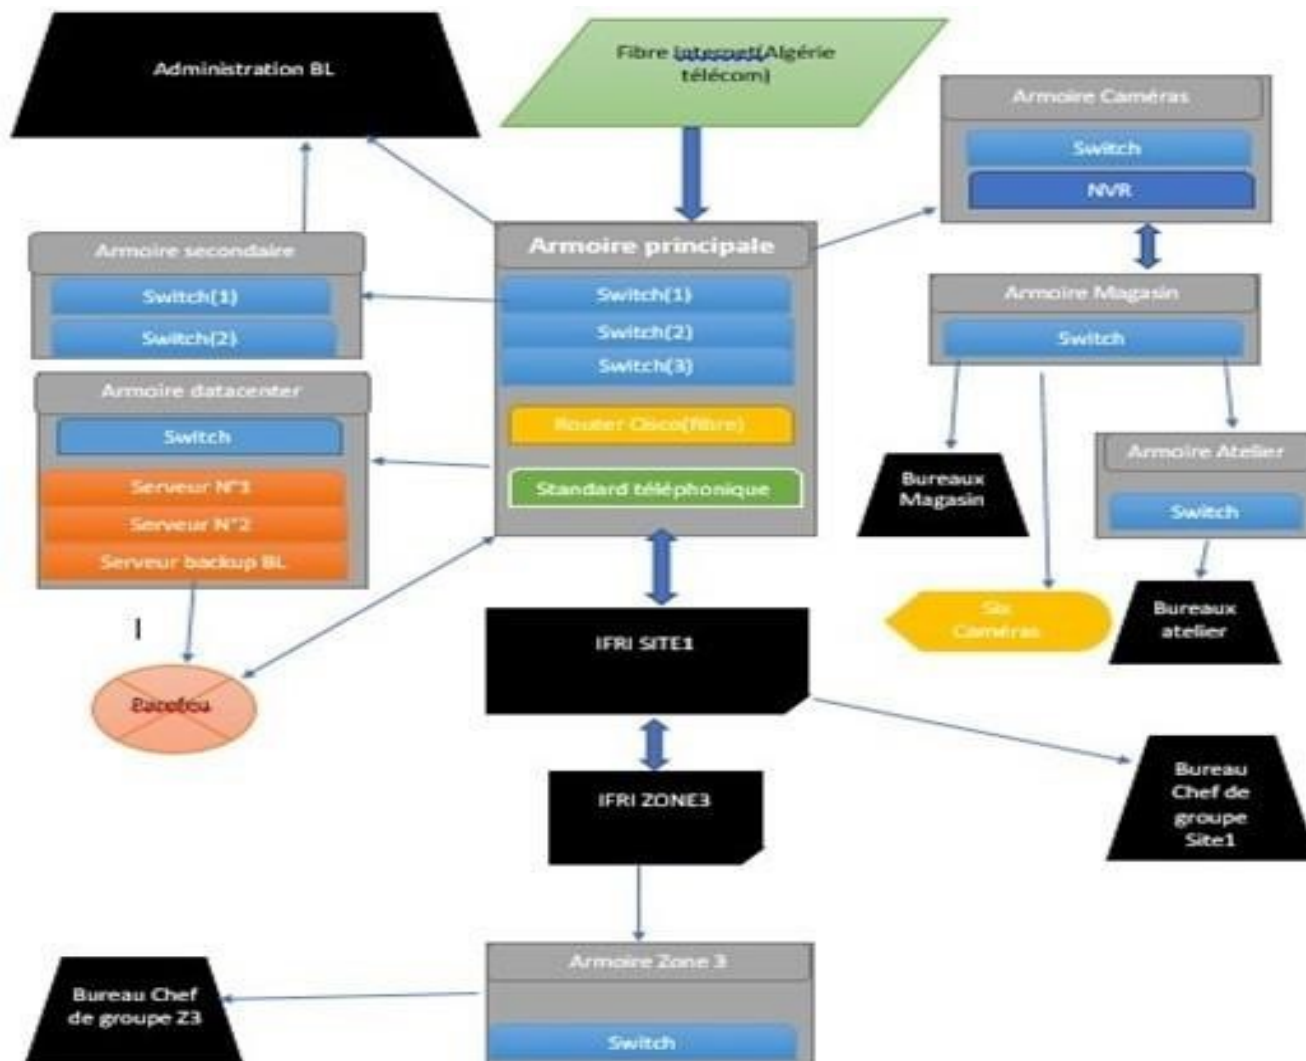 Administration BL
Fibre Internet(Algérie
télécom)
Armoire Caméras
Switch
NVR
Armoire secondaire
Switch(1)
Switch(2)
Armoire principale
Switch(1)
Switch(2)
Switch(3)
Router Cisco(fibre)
Standard téléphonique
Armoire Magasin
Switch
Armoire datacenter
Switch
Serveur N°1
Serveur N°2
Serveur backup BL
Bureaux
Magasin
Armoire Atelier
Switch
Six
Caméras
Bureaux
atelier
IFRI SITE1
IFRI ZONE3
Bureau
Chef de
groupe
Site1
Armoire Zone 3
Switch
Bureau Chef
de groupe Z3